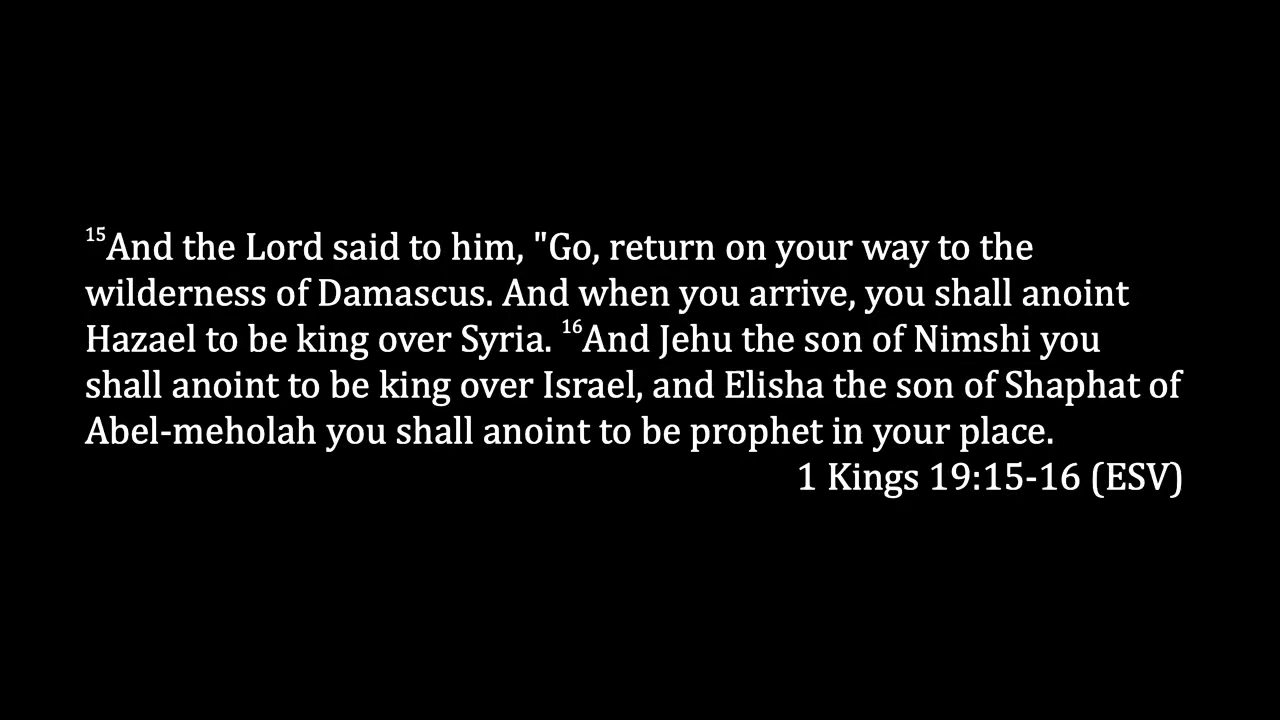 15And the Lord said to him, "Go, return on your way to the
wilderness of Damascus. And when you arrive, you shall anoint
Hazael to be king over Syria. 16And Jehu the son of Nimshi you
shall anoint to be king over Israel, and Elisha the son of Shaphat of
Abel-meholah you shall anoint to be prophet in your place.
1 Kings 19:15-16 (ESV)